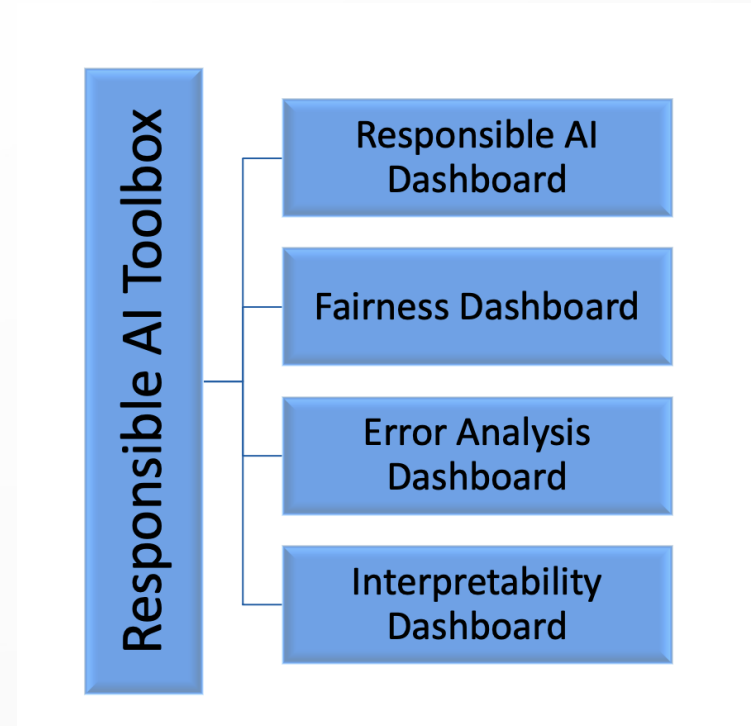 Responsible AI Toolbox
Responsible AI
Dashboard
Fairness Dashboard
Error Analysis
Dashboard
Interpretability
Dashboard